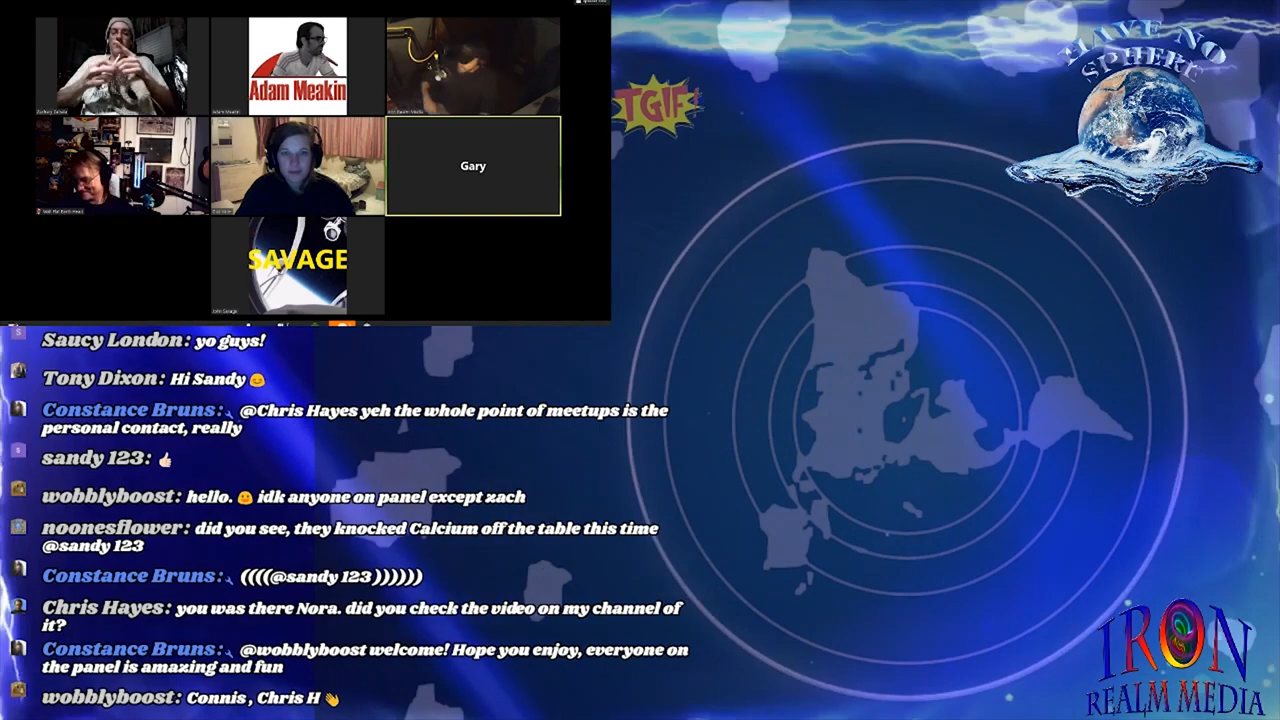 HAVE NO
SPHERE
TGIF
Adam Meakin
Gary
SAVAGE
John Savage
Saucy London: yo guys!
Tony Dixon: Hi Sandy 😊
Constance Bruns: @Chris Hayes yeh the whole point of meetups is the
personal contact, really
sandy 123: 👍🏻
wobblyboost: hello. 🙂 idk anyone on panel except zach
noonesflower: did you see, they knocked Calcium off the table this time
@sandy 123
Constance Bruns: ((((@sandy 123))))))
Chris Hayes: you was there Nora. did you check the video on my channel of
it?
Constance Bruns: @wobblyboost welcome! Hope you enjoy, everyone on
the panel is amazing and fun
wobblyboost: Connis , Chris H 👋
IRON
REALM MEDIA